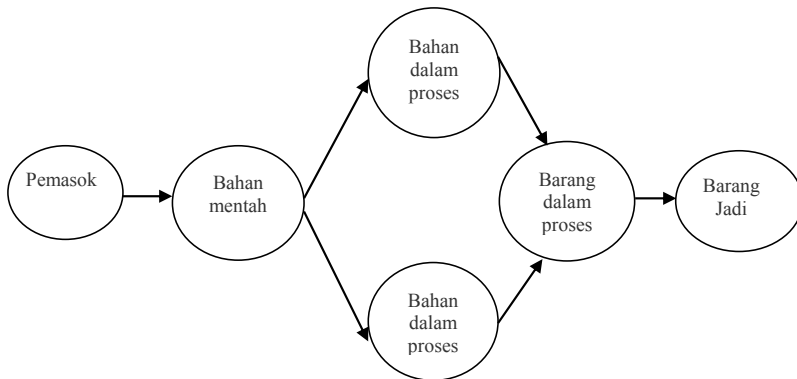 Pemasok
Bahan
mentah
Bahan
dalam
proses
Bahan
dalam
proses
Barang
dalam
proses
Barang
Jadi